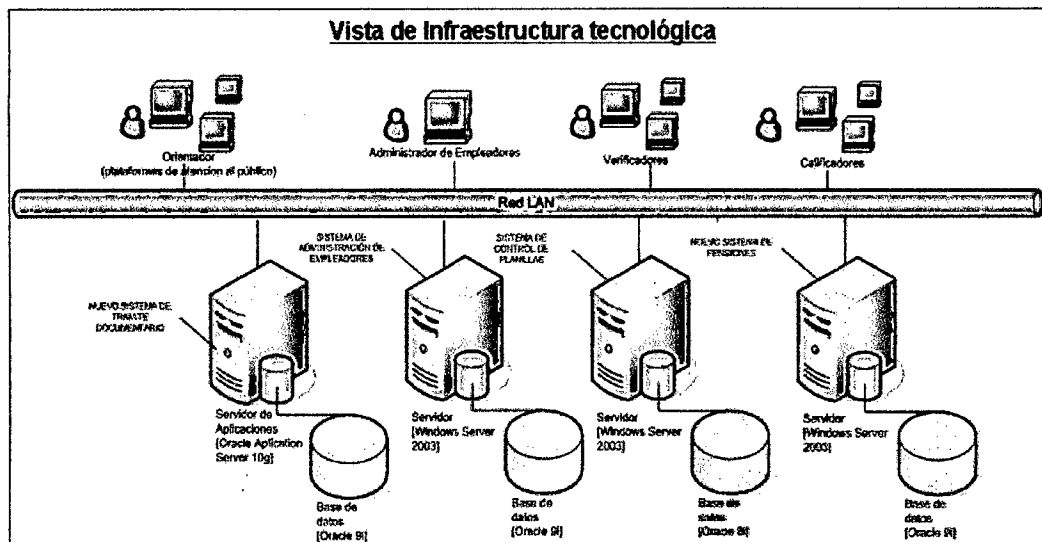 Vista de Infraestructura tecnológica
Orientador
(plataformas de atencion al público)
Administrador de Empleadores
Verificadores
Calificadores
Red LAN
NUEVO SISTEMA DE
TRAMITE
DOCUMENTARIO
SISTEMA DE
ADMINISTRACIÓN DE
EMPLEADORES
SISTEMA DE
CONTROL DE
PLANILLAS
NUEVO SISTEMA DE
PENSIONES
Servidor de
Aplicaciones
[Oracle Aplication
Server 10g]
Servidor
[Windows Server
2003]
Servidor
[Windows Server
2003]
Servidor
[Windows Server
2003]
Base de
datos
[Oracle 9i]
Base de
datos
[Oracle 9i]
Base de
datos
[Oracle 9i]
Base de
datos
[Oracle 9i]